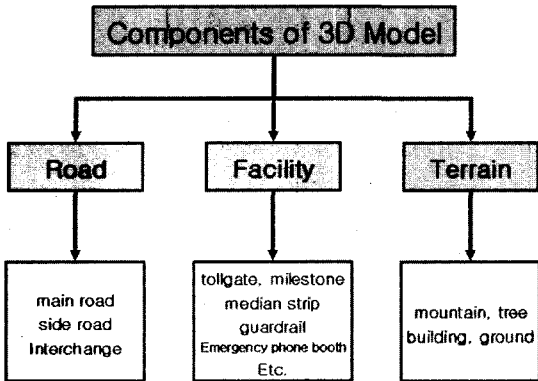 Components of 3D Model
Road
Facility
Terrain
main road
side road
Interchange
tollgate, milestone
median strip
guardrail
Emergency phone booth
Etc.
mountain, tree
building, ground